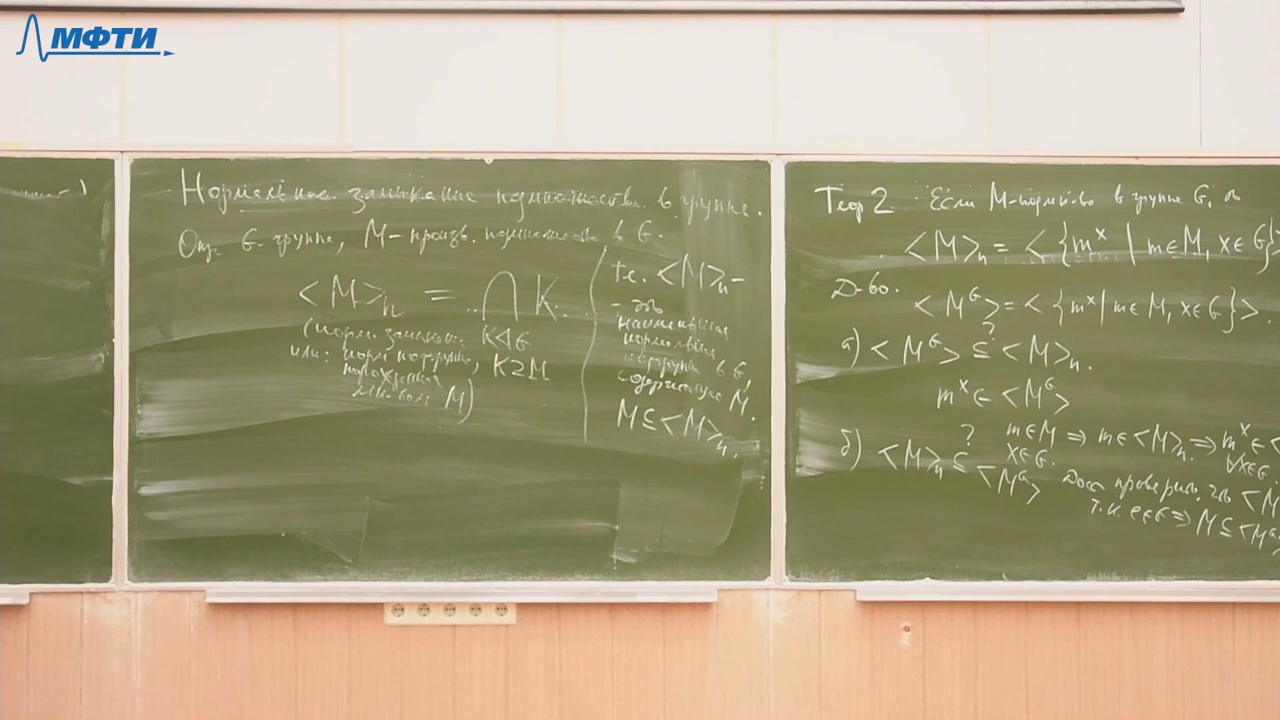 МФТИ
Нормальное замыкание подмножества в группе.
Опр. G-группа, M-произв. подмножество в G.
<M>ₙ = ⋂ K.
(норм. замыкание K⊲G
или: норм. подгруппа, K⊇M
порождённая
мн-вом M)
т.е. <M>ₙ-
- это
наименьшая
нормальная
подгруппа в G,
содержащая M.
M⊆<M>ₙ.
Теор 2. Если M-подмн-во в группе G, то
<M>ₙ = <{mˣ | m∈M, x∈G}>
Д-во.
<Mᴳ> = <{mˣ | m∈M, x∈G}>.
а) <Mᴳ> ⊆? <M>ₙ.
mˣ∈ <Mᴳ>
m∈M ⇒ m∈<M>ₙ ⇒ mˣ∈<
x∈G. ∀x∈G.
б) <M>ₙ ⊆? <Mᴳ>
Дост. проверить, что <M
т.к. e∈G ⇒ M⊆<Mᴳ>